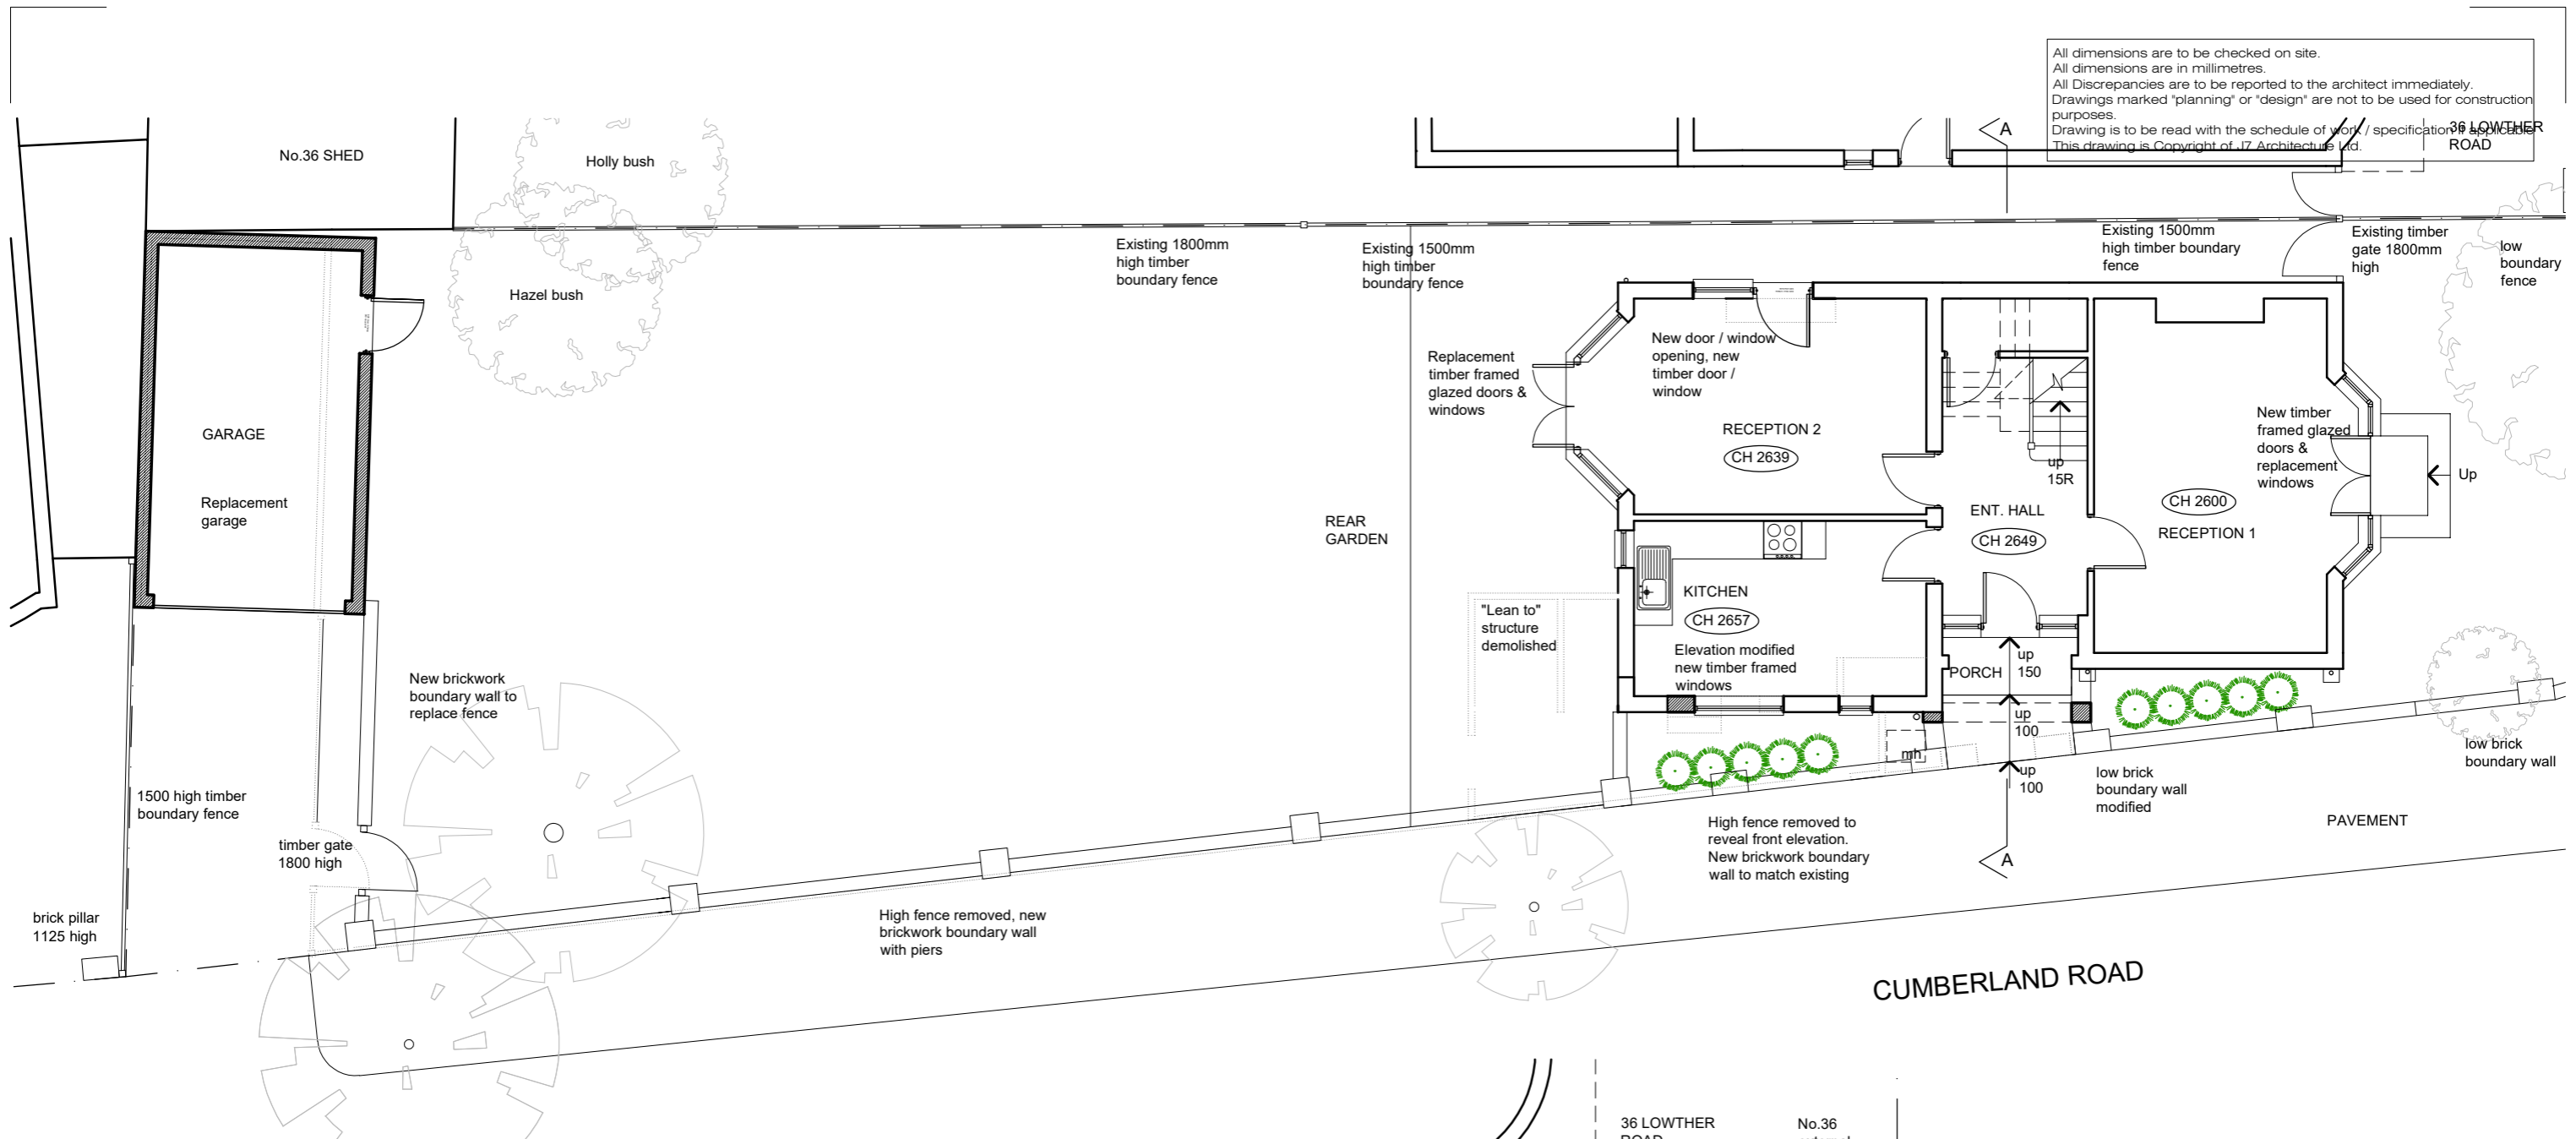 All dimensions are to be checked on site.
All dimensions are in millimetres.
All Discrepancies are to be reported to the architect immediately.
Drawings marked "planning" or "design" are not to be used for construction
purposes.
Drawing is to be read with the schedule of work / specification if applicable
This drawing is Copyright of J7 Architecture Ltd.
36 LOWTHER
ROAD
A
No.36 SHED
Holly bush
Hazel bush
Existing 1800mm
high timber
boundary fence
Existing 1500mm
high timber
boundary fence
Existing 1500mm
high timber boundary
fence
Existing timber
gate 1800mm
high
low
boundary
fence
Replacement
timber framed
glazed doors &
windows
New door / window
opening, new
timber door /
window
RECEPTION 2
CH 2639
New timber
framed glazed
doors &
replacement
windows
Up
up
15R
CH 2600
RECEPTION 1
ENT. HALL
CH 2649
GARAGE
Replacement
garage
REAR
GARDEN
KITCHEN
CH 2657
Elevation modified
new timber framed
windows
"Lean to"
structure
demolished
PORCH
up
150
up
100
up
100
mh
New brickwork
boundary wall to
replace fence
1500 high timber
boundary fence
timber gate
1800 high
brick pillar
1125 high
High fence removed, new
brickwork boundary wall
with piers
High fence removed to
reveal front elevation.
New brickwork boundary
wall to match existing
low brick
boundary wall
modified
low brick
boundary wall
PAVEMENT
A
CUMBERLAND ROAD
36 LOWTHER
No.36